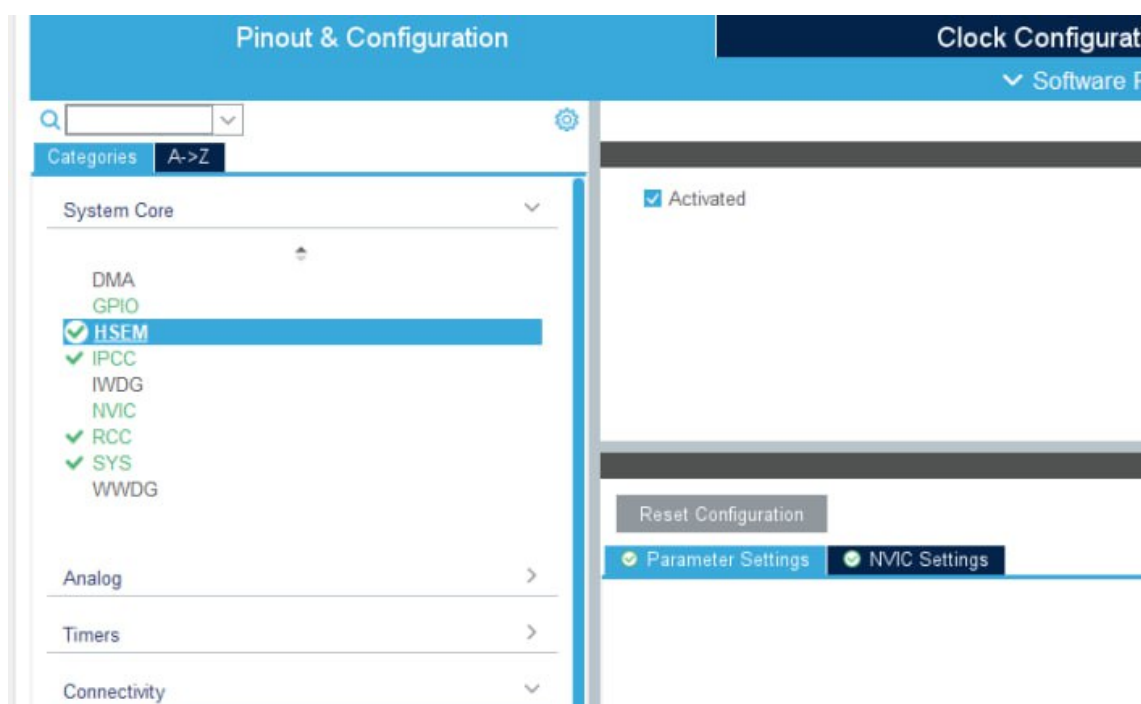 Pinout & Configuration
Clock Configurat
Software
Categories
A->Z
System Core
DMA
GPIO
HSEM
IPCC
IWDG
NVIC
RCC
SYS
WWDG
Analog
Timers
Connectivity
Activated
Reset Configuration
Parameter Settings
NVIC Settings